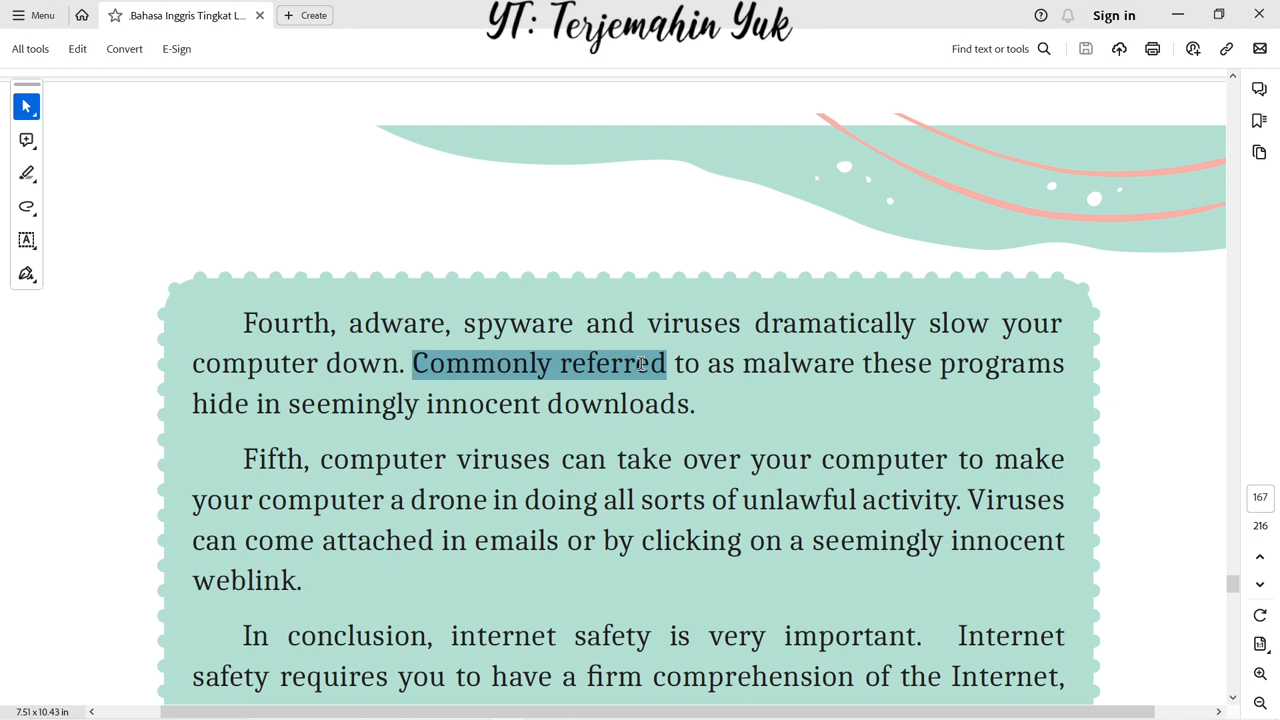 Menu
.Bahasa Inggris Tingkat L...
Create
YT: Terjemahin Yuk
Sign in
All tools
Edit
Convert
E-Sign
Find text or tools
Fourth, adware, spyware and viruses dramatically slow your
computer down. Commonly referred to as malware these programs
hide in seemingly innocent downloads.
Fifth, computer viruses can take over your computer to make
your computer a drone in doing all sorts of unlawful activity. Viruses
can come attached in emails or by clicking on a seemingly innocent
weblink.
In conclusion, internet safety is very important. Internet
safety requires you to have a firm comprehension of the Internet,
167
216
7.51 x 10.43 in